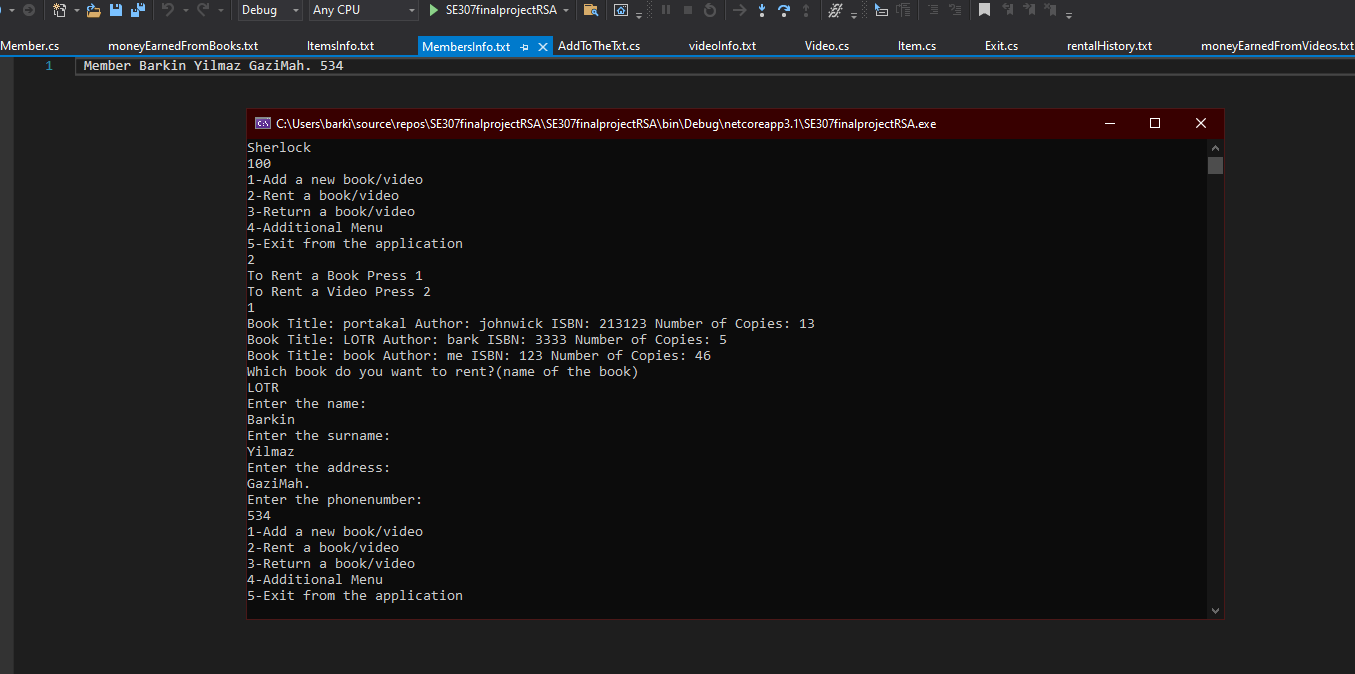 Debug Any CPU SE307finalprojectRSA
Member.cs moneyEarnedFromBooks.txt ItemsInfo.txt MembersInfo.txt AddToTheTxt.cs videoInfo.txt Video.cs Item.cs Exit.cs rentalHistory.txt moneyEarnedFromVideos.txt
1 Member Barkin Yilmaz GaziMah. 534
C:\Users\barki\source\repos\SE307finalprojectRSA\SE307finalprojectRSA\bin\Debug\netcoreapp3.1\SE307finalprojectRSA.exe
Sherlock
100
1-Add a new book/video
2-Rent a book/video
3-Return a book/video
4-Additional Menu
5-Exit from the application
2
To Rent a Book Press 1
To Rent a Video Press 2
1
Book Title: portakal Author: johnwick ISBN: 213123 Number of Copies: 13
Book Title: LOTR Author: bark ISBN: 3333 Number of Copies: 5
Book Title: book Author: me ISBN: 123 Number of Copies: 46
Which book do you want to rent?(name of the book)
LOTR
Enter the name:
Barkin
Enter the surname:
Yilmaz
Enter the address:
GaziMah.
Enter the phonenumber:
534
1-Add a new book/video
2-Rent a book/video
3-Return a book/video
4-Additional Menu
5-Exit from the application